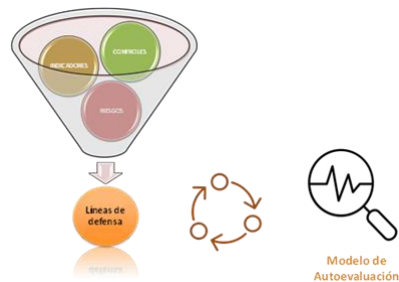 CONTROLES
INDICADORES
RIESGOS
Líneas de
defensa
Modelo de
Autoevaluación